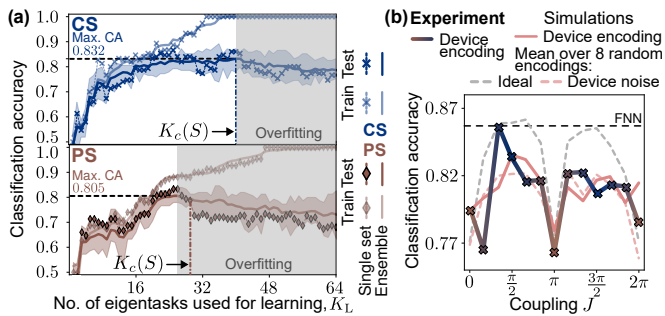 (a)
CS
Max. CA
0.832
1.0
0.9
0.8
0.7
0.6
0.5
K_c(S)
Overfitting
PS
Max. CA
0.805
1.0
0.9
0.8
0.7
0.6
0.5
K_c(S)
Overfitting
Classification accuracy
Classification accuracy
0 16 32 48 64
No. of eigentasks used for learning, K_L
Train Test
CS
PS
Train Test
Single set
Ensemble
(b)
Experiment
Device
encoding
Simulations
Device encoding
Mean over 8 random
encodings:
Ideal
Device noise
FNN
Classification accuracy
0.87
0.82
0.77
0 π/2 π 3π/2 2π
Coupling J